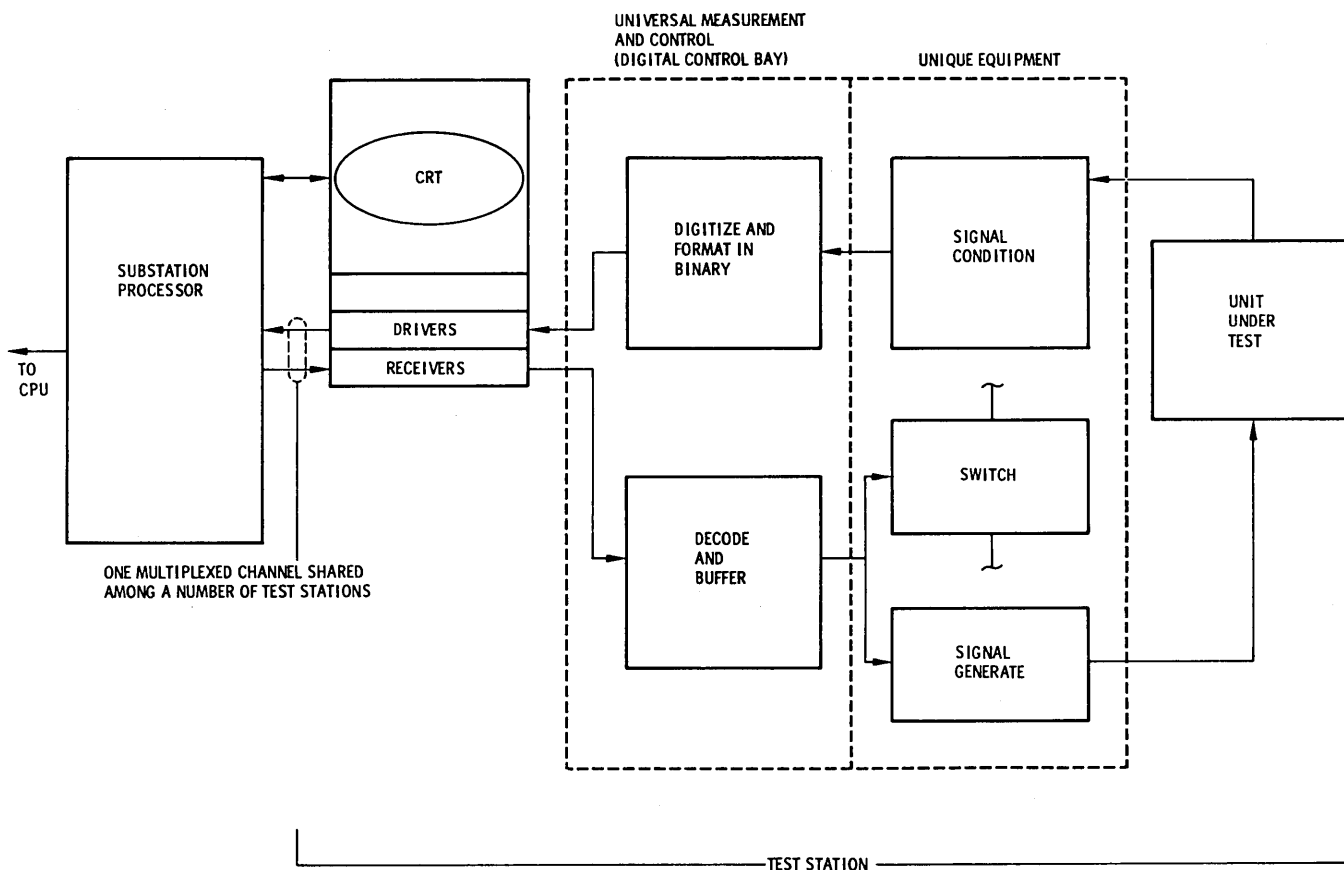 UNIVERSAL MEASUREMENT
AND CONTROL
(DIGITAL CONTROL BAY)
UNIQUE EQUIPMENT
CRT
SUBSTATION
PROCESSOR
DIGITIZE AND
FORMAT IN
BINARY
SIGNAL
CONDITION
UNIT
UNDER
TEST
DRIVERS
RECEIVERS
TO
CPU
SWITCH
DECODE
AND
BUFFER
ONE MULTIPLEXED CHANNEL SHARED
AMONG A NUMBER OF TEST STATIONS
SIGNAL
GENERATE
TEST STATION